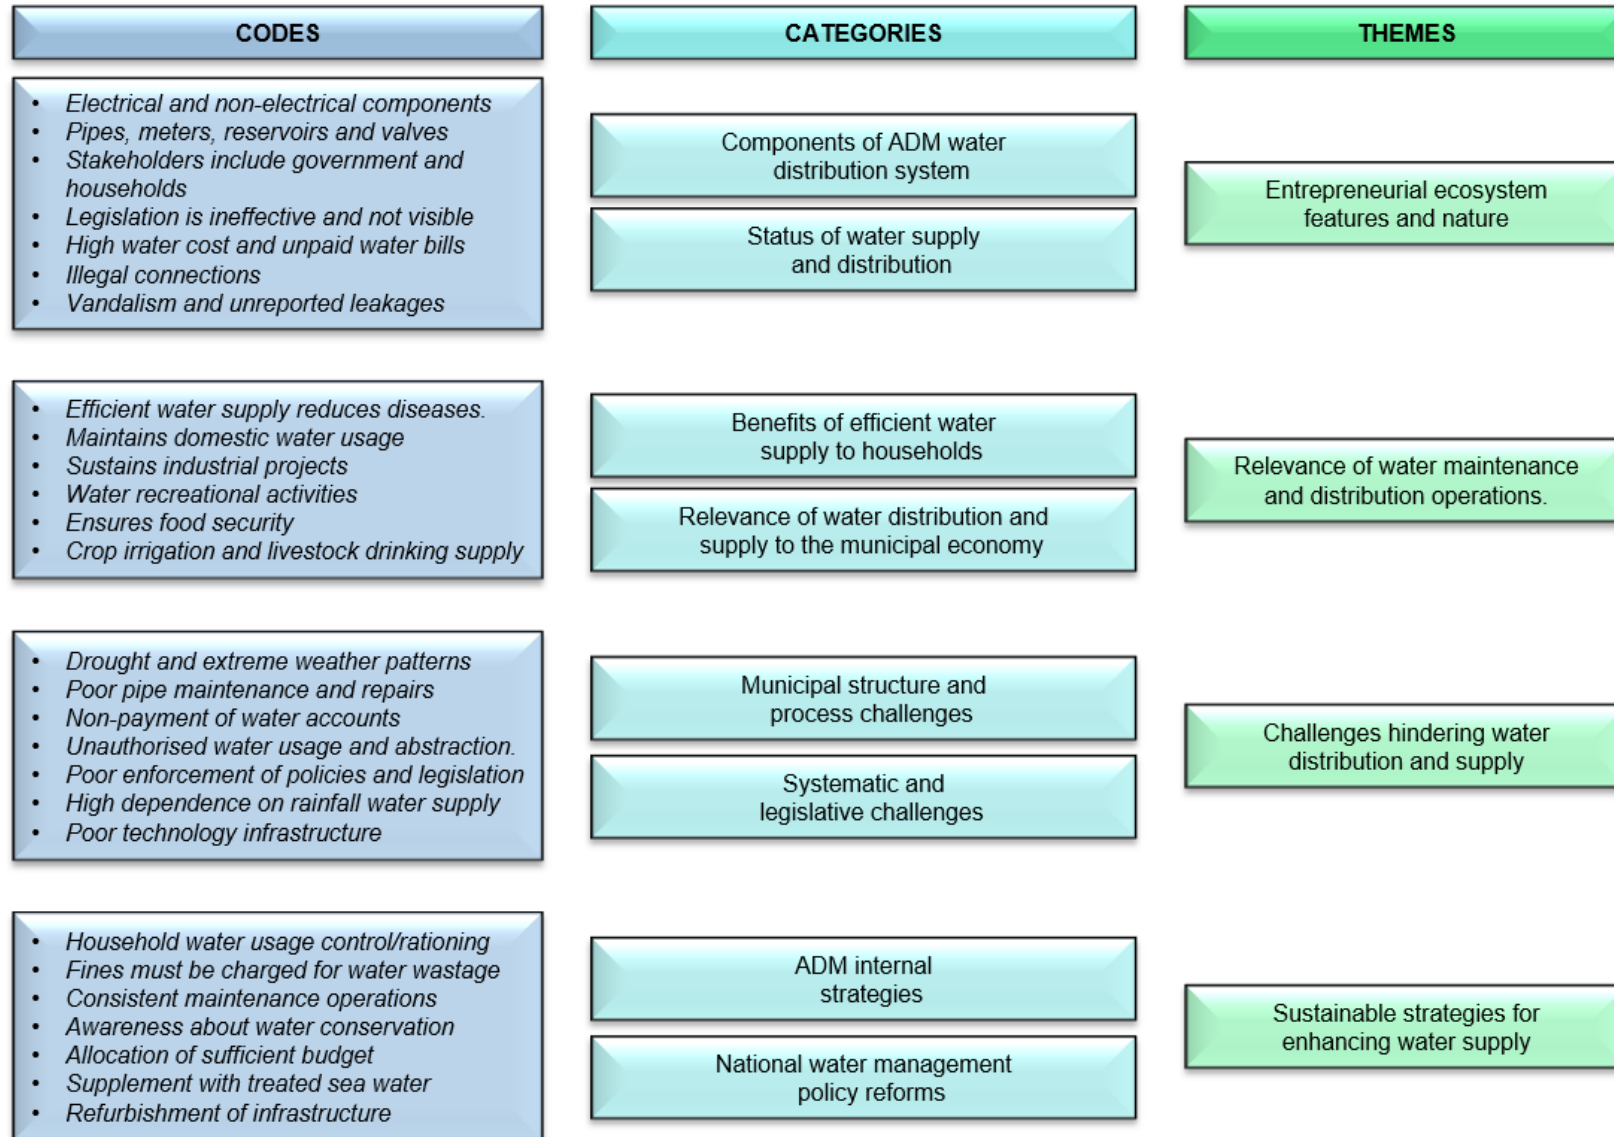 CODES
CATEGORIES
THEMES
• Electrical and non-electrical components
• Pipes, meters, reservoirs and valves
• Stakeholders include government and
households
• Legislation is ineffective and not visible
• High water cost and unpaid water bills
• Illegal connections
• Vandalism and unreported leakages
Components of ADM water
distribution system
Status of water supply
and distribution
Entrepreneurial ecosystem
features and nature
• Efficient water supply reduces diseases.
• Maintains domestic water usage
• Sustains industrial projects
• Water recreational activities
• Ensures food security
• Crop irrigation and livestock drinking supply
Benefits of efficient water
supply to households
Relevance of water distribution and
supply to the municipal economy
Relevance of water maintenance
and distribution operations.
• Drought and extreme weather patterns
• Poor pipe maintenance and repairs
• Non-payment of water accounts
• Unauthorised water usage and abstraction.
• Poor enforcement of policies and legislation
• High dependence on rainfall water supply
• Poor technology infrastructure
Municipal structure and
process challenges
Systematic and
legislative challenges
Challenges hindering water
distribution and supply
• Household water usage control/rationing
• Fines must be charged for water wastage
• Consistent maintenance operations
• Awareness about water conservation
• Allocation of sufficient budget
• Supplement with treated sea water
• Refurbishment of infrastructure
ADM internal
strategies
National water management
policy reforms
Sustainable strategies for
enhancing water supply